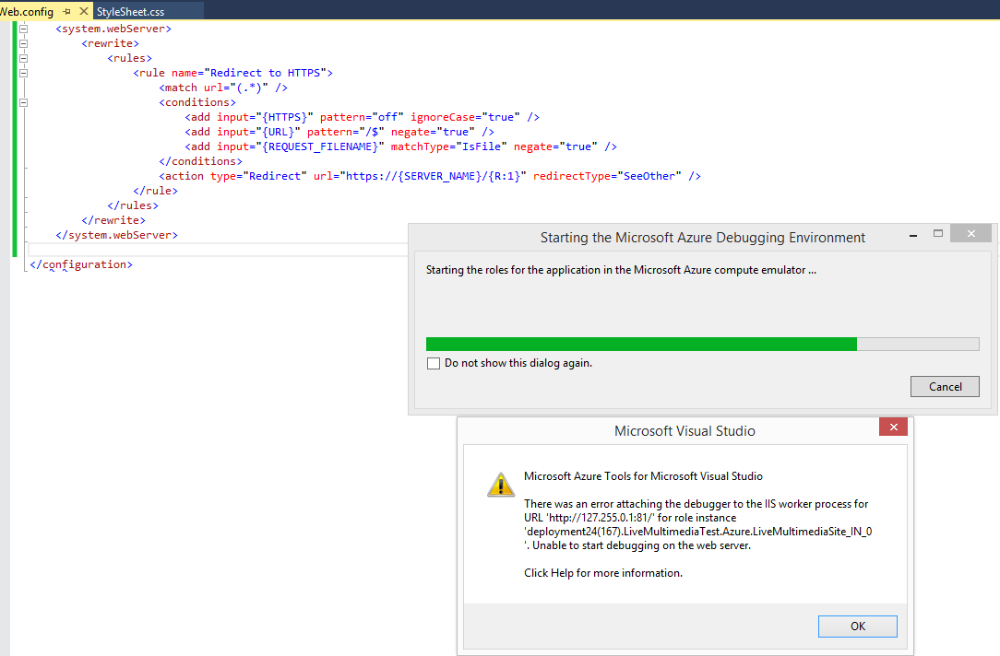 Web.config StyleSheet.css
<system.webServer>
<rewrite>
<rules>
<rule name="Redirect to HTTPS">
<match url="(.*)" />
<conditions>
<add input="{HTTPS}" pattern="off" ignoreCase="true" />
<add input="{URL}" pattern="/$" negate="true" />
<add input="{REQUEST_FILENAME}" matchType="IsFile" negate="true" />
</conditions>
<action type="Redirect" url="https://{SERVER_NAME}/{R:1}" redirectType="SeeOther" />
</rule>
</rules>
</rewrite>
</system.webServer>
</configuration>
Starting the Microsoft Azure Debugging Environment
Starting the roles for the application in the Microsoft Azure compute emulator ...
Do not show this dialog again.
Cancel
Microsoft Visual Studio
Microsoft Azure Tools for Microsoft Visual Studio
There was an error attaching the debugger to the IIS worker process for
URL 'http://127.255.0.1:81/' for role instance
'deployment24(167).LiveMultimediaTest.Azure.LiveMultimediaSite_IN_0
'. Unable to start debugging on the web server.
Click Help for more information.
OK